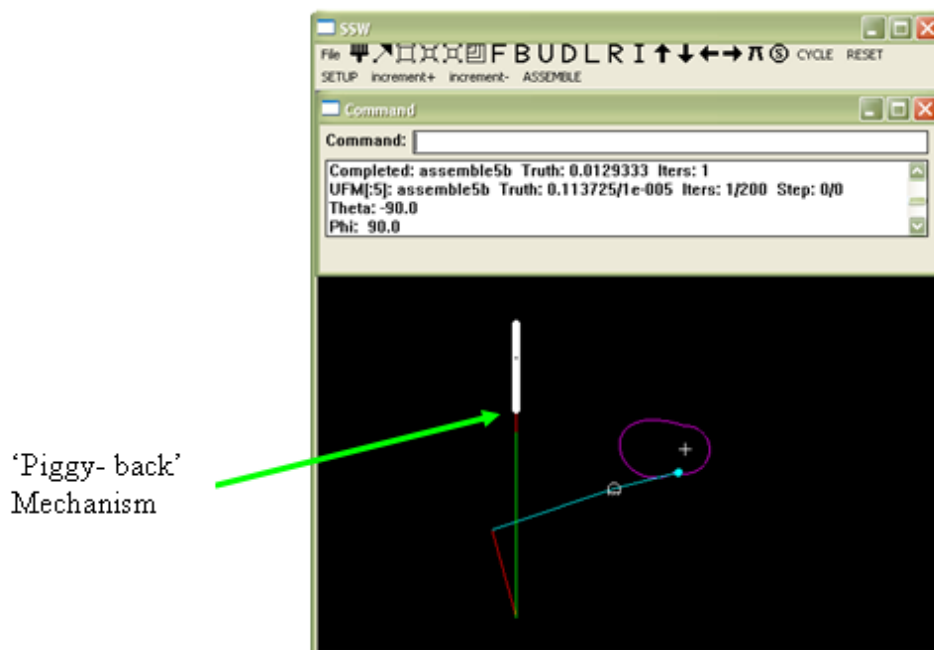 SSW
File F B U D L R I π S CYCLE RESET
SETUP increment+ increment- ASSEMBLE
Command
Command:
Completed: assemble5b Truth: 0.0129333 Iters: 1
UFM[:5]: assemble5b Truth: 0.113725/1e-005 Iters: 1/200 Step: 0/0
Theta: -90.0
Phi: 90.0
‘Piggy- back’
Mechanism